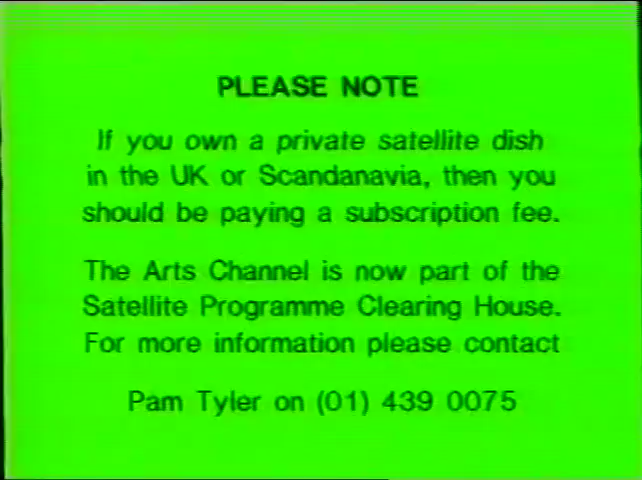 PLEASE NOTE
If you own a private satellite dish
in the UK or Scandanavia, then you
should be paying a subscription fee.
The Arts Channel is now part of the
Satellite Programme Clearing House.
For more information please contact
Pam Tyler on (01) 439 0075